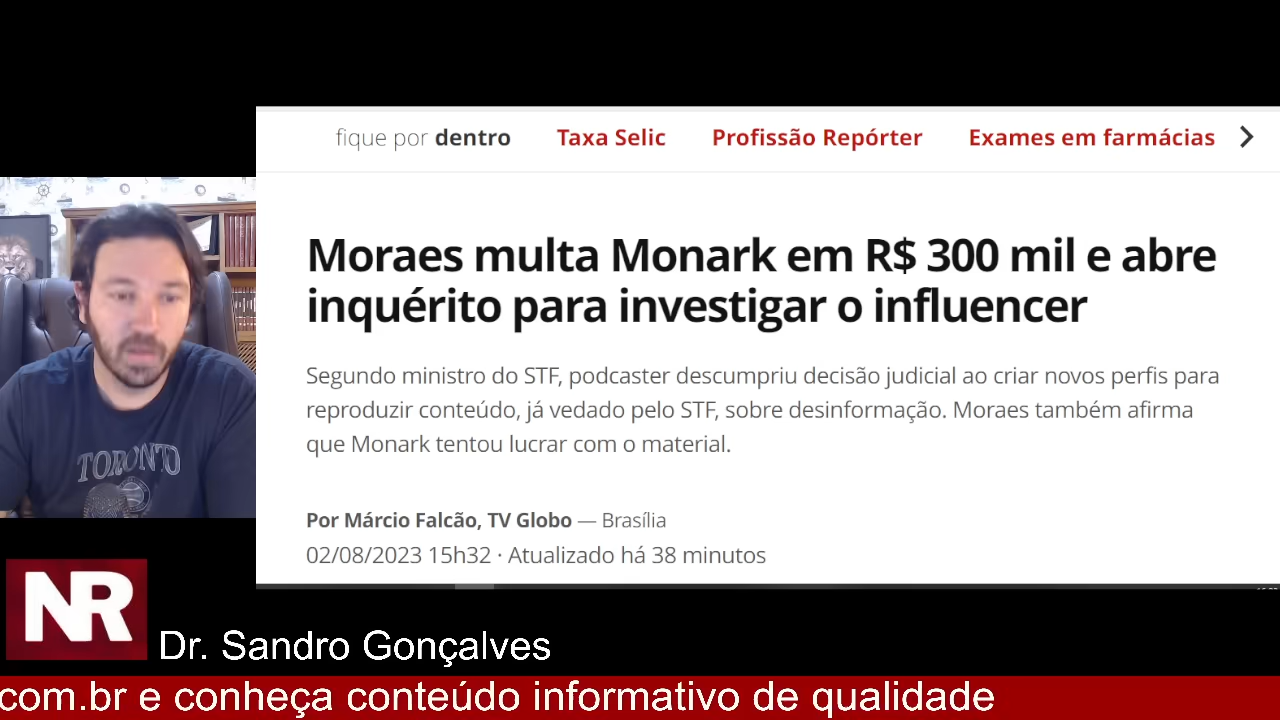 fique por dentro Taxa Selic Profissão Repórter Exames em farmácias
Moraes multa Monark em R$ 300 mil e abre
inquérito para investigar o influencer
Segundo ministro do STF, podcaster descumpriu decisão judicial ao criar novos perfis para
reproduzir conteúdo, já vedado pelo STF, sobre desinformação. Moraes também afirma
que Monark tentou lucrar com o material.
Por Márcio Falcão, TV Globo — Brasília
02/08/2023 15h32 · Atualizado há 38 minutos
TORONTO
NR
Dr. Sandro Gonçalves
com.br e conheça conteúdo informativo de qualidade